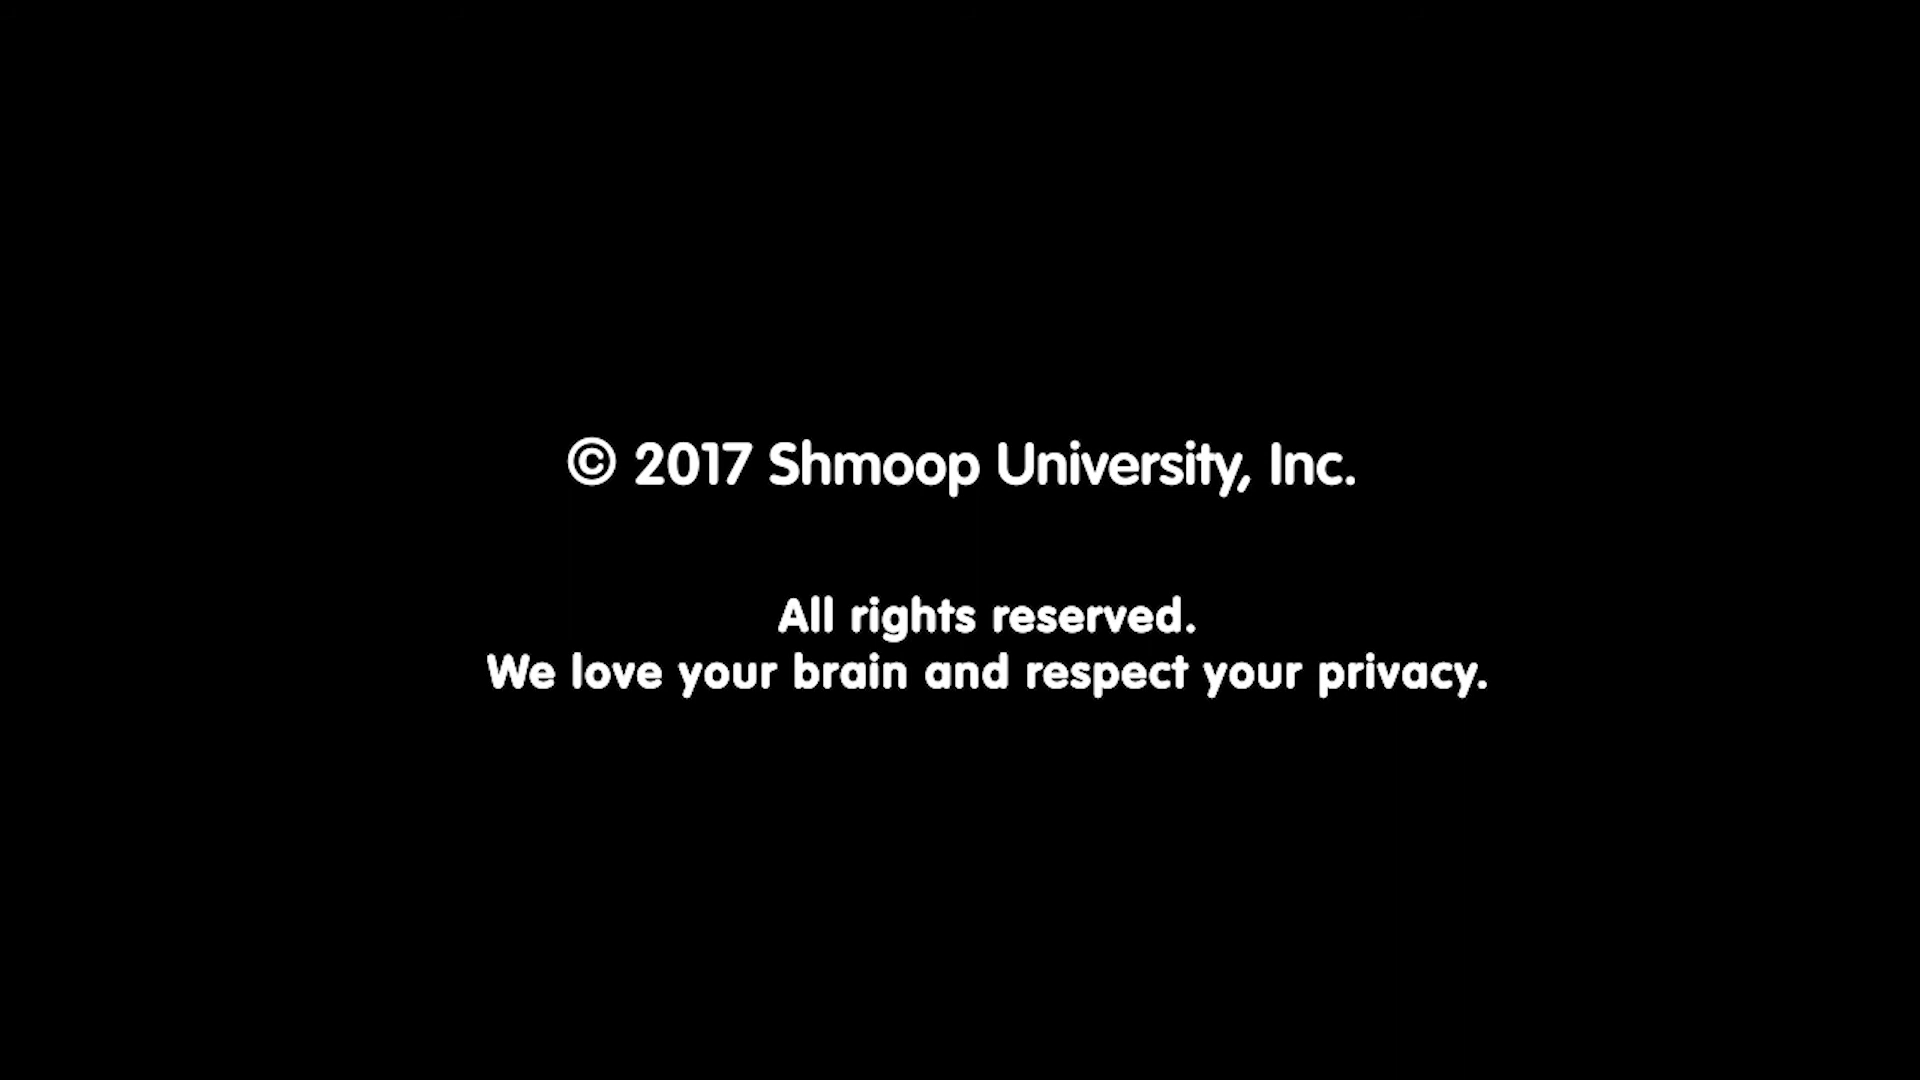 © 2017 Shmoop University, Inc.
All rights reserved.
We love your brain and respect your privacy.